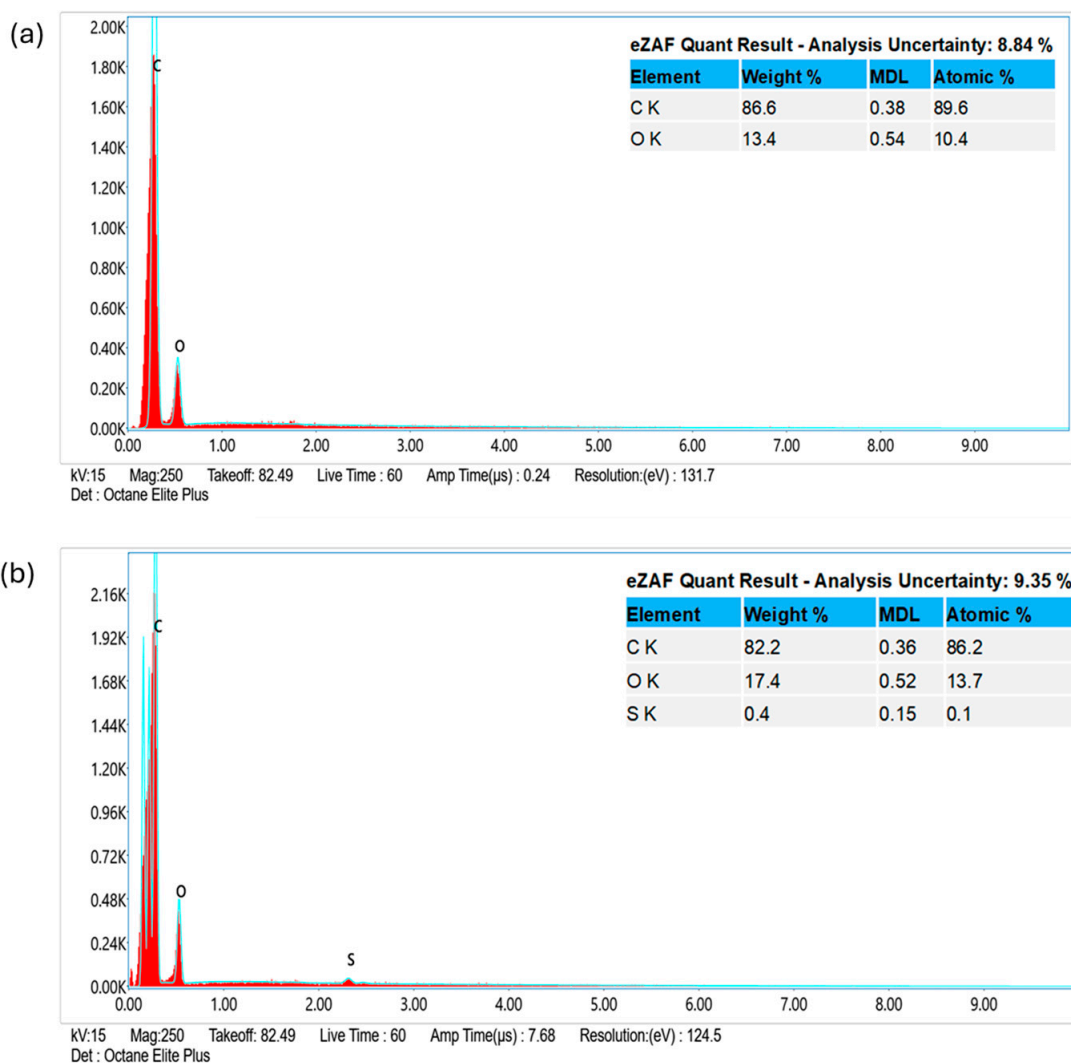 (a)
2.00K
1.80K
1.60K
1.40K
1.20K
1.00K
0.80K
0.60K
0.40K
0.20K
0.00K
C
O
0.00 1.00 2.00 3.00 4.00 5.00 6.00 7.00 8.00 9.00
eZAF Quant Result - Analysis Uncertainty: 8.84 %
Element Weight % MDL Atomic %
C K 86.6 0.38 89.6
O K 13.4 0.54 10.4
kV:15 Mag:250 Takeoff: 82.49 Live Time : 60 Amp Time(μs) : 0.24 Resolution:(eV) : 131.7
Det : Octane Elite Plus
(b)
2.16K
1.92K
1.68K
1.44K
1.20K
0.96K
0.72K
0.48K
0.24K
0.00K
C
O
S
0.00 1.00 2.00 3.00 4.00 5.00 6.00 7.00 8.00 9.00
eZAF Quant Result - Analysis Uncertainty: 9.35 %
Element Weight % MDL Atomic %
C K 82.2 0.36 86.2
O K 17.4 0.52 13.7
S K 0.4 0.15 0.1
kV:15 Mag:250 Takeoff: 82.49 Live Time : 60 Amp Time(μs) : 7.68 Resolution:(eV) : 124.5
Det : Octane Elite Plus